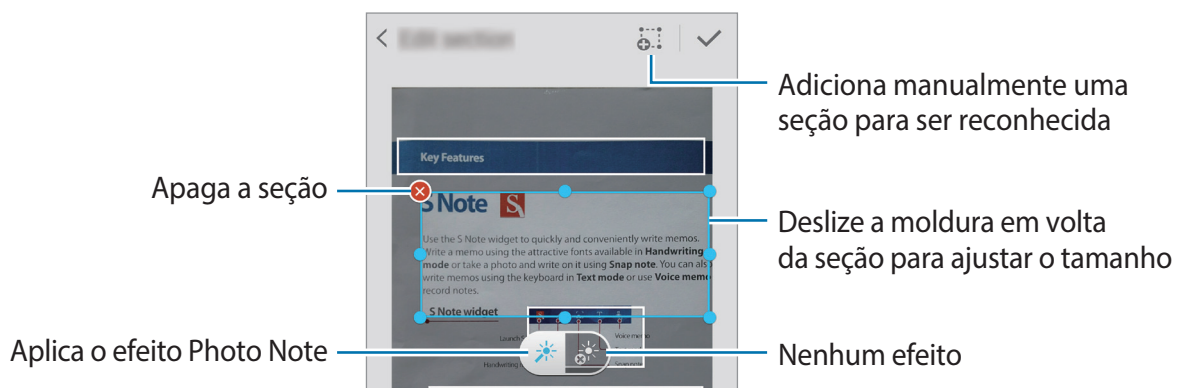 Adiciona manualmente uma
seção para ser reconhecida
Key Features
Apaga a seção
S Note
Deslize a moldura em volta
da seção para ajustar o tamanho
Use the S Note widget to quickly and conveniently write memos.
Write a memo using the attractive fonts available in Handwriting
mode or take a photo and write on it using Snap note. You can also
write memos using the keyboard in Text mode or use Voice memo
record notes.
S Note widget
Voice memo
Aplica o efeito Photo Note
Nenhum efeito
Snap note